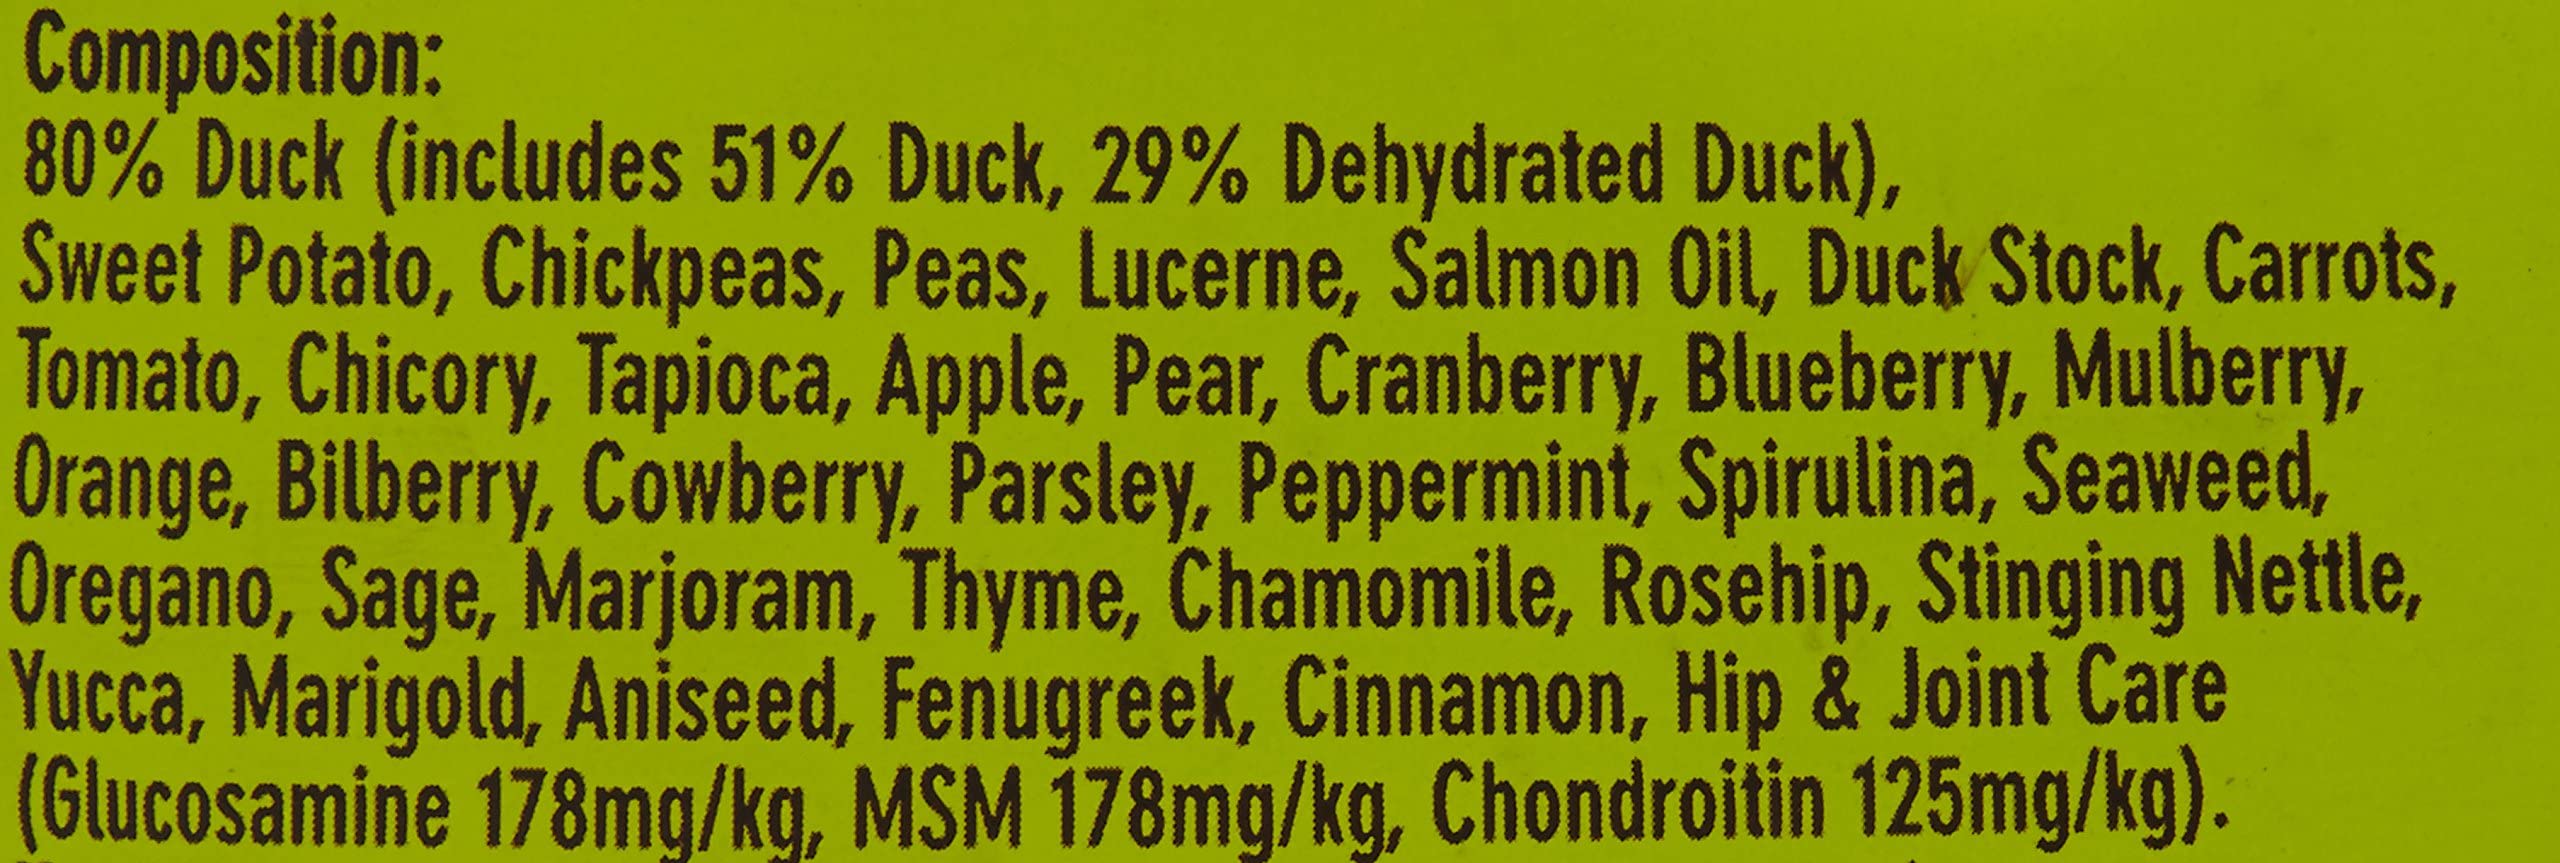 Composition:
80% Duck (includes 51% Duck, 29% Dehydrated Duck),
Sweet Potato, Chickpeas, Peas, Lucerne, Salmon Oil, Duck Stock, Carrots,
Tomato, Chicory, Tapioca, Apple, Pear, Cranberry, Blueberry, Mulberry,
Orange, Bilberry, Cowberry, Parsley, Peppermint, Spirulina, Seaweed,
Oregano, Sage, Marjoram, Thyme, Chamomile, Rosehip, Stinging Nettle,
Yucca, Marigold, Aniseed, Fenugreek, Cinnamon, Hip & Joint Care
(Glucosamine 178mg/kg, MSM 178mg/kg, Chondroitin 125mg/kg).